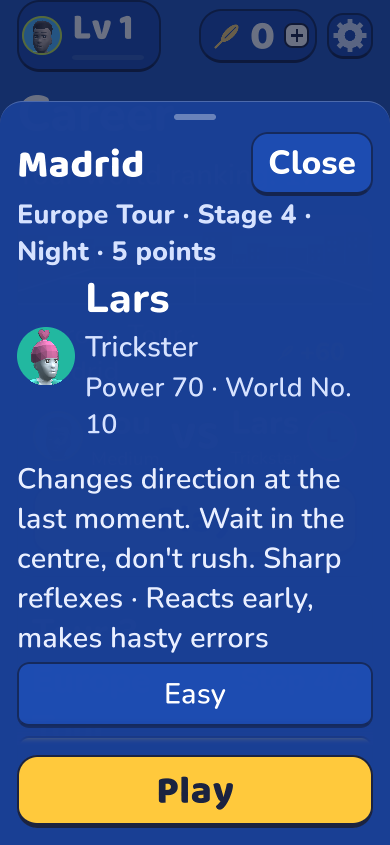 Lv 1
0
Career
Madrid
Close
Europe Tour · Stage 4 ·
Night · 5 points
Lars
Trickster
Power 70 · World No.
10
Changes direction at the
last moment. Wait in the
centre, don't rush. Sharp
reflexes · Reacts early,
makes hasty errors
Easy
Play